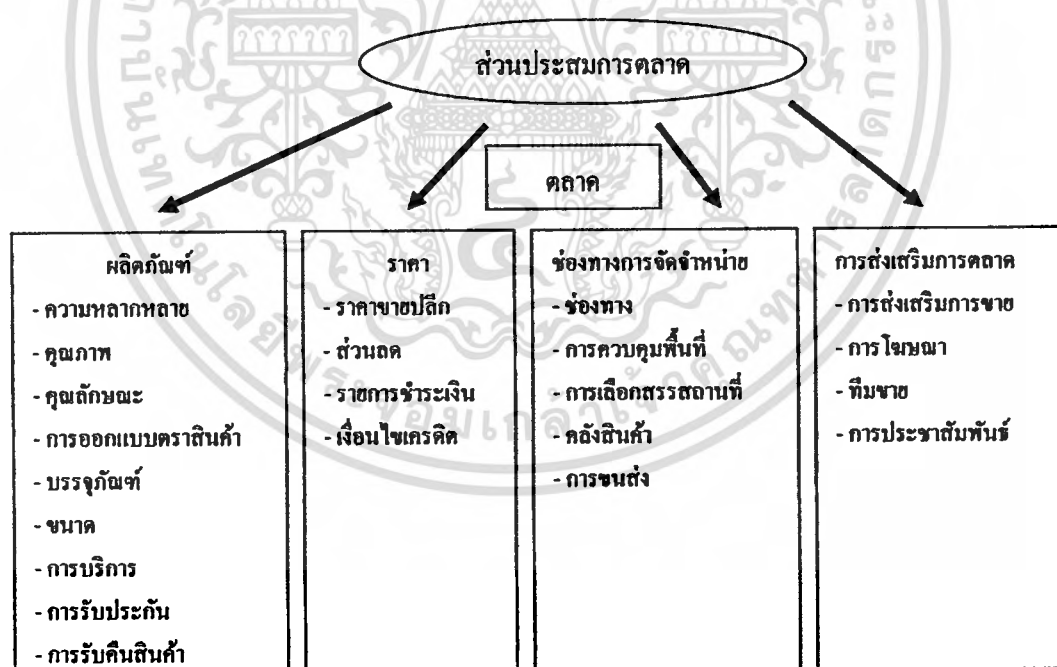 ส่วนประสมการตลาด
ตลาด
ผลิตภัณฑ์
- ความหลากหลาย
- คุณภาพ
- คุณลักษณะ
- การออกแบบตราสินค้า
- บรรจุภัณฑ์
- ขนาด
- การบริการ
- การรับประกัน
- การรับคืนสินค้า
ราคา
- ราคาขายปลีก
- ส่วนลด
- รายการชำระเงิน
- เงื่อนไขเครดิต
ช่องทางการจัดจำหน่าย
- ช่องทาง
- การควบคุมพื้นที่
- การเลือกสรรสถานที่
- คลังสินค้า
- การขนส่ง
การส่งเสริมการตลาด
- การส่งเสริมการขาย
- การโฆษณา
- ทีมขาย
- การประชาสัมพันธ์